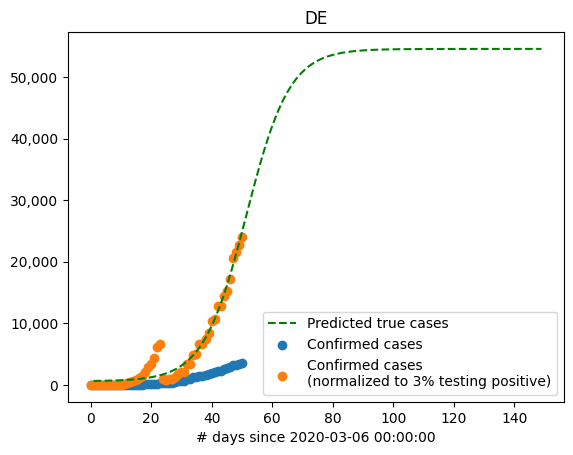 DE
50,000
40,000
30,000
20,000
10,000
0
Predicted true cases
Confirmed cases
Confirmed cases
(normalized to 3% testing positive)
0 20 40 60 80 100 120 140
# days since 2020-03-06 00:00:00